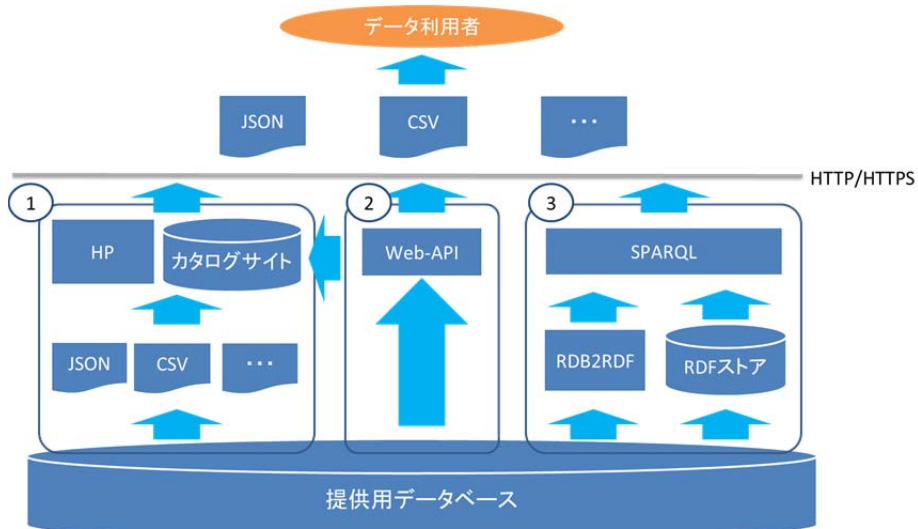 データ利用者
JSON
CSV
・・・
HTTP/HTTPS
1
2
3
HP
カタログサイト
Web-API
SPARQL
JSON
CSV
・・・
RDB2RDF
RDFストア
提供用データベース